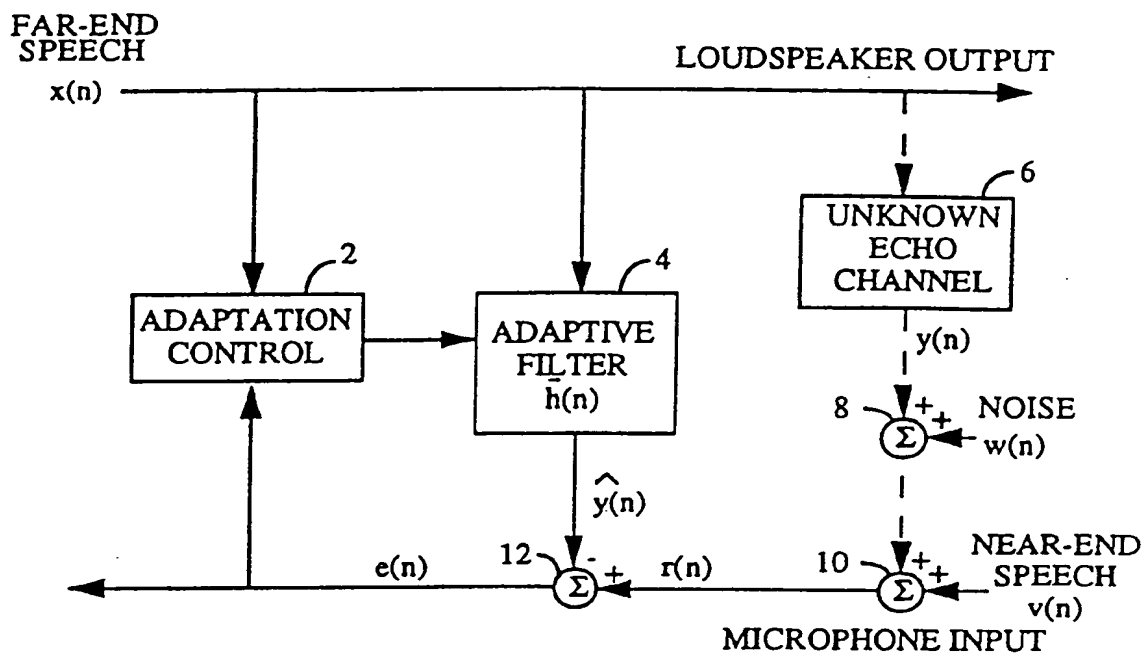 FAR-END
SPEECH
x(n)
LOUDSPEAKER OUTPUT
6
UNKNOWN
ECHO
CHANNEL
2
ADAPTATION
CONTROL
4
ADAPTIVE
FILTER
h̄(n)
y(n)
8
+
+
Σ
NOISE
w(n)
ŷ(n)
e(n)
12
-
+
Σ
r(n)
10
+
+
Σ
NEAR-END
SPEECH
v(n)
MICROPHONE INPUT